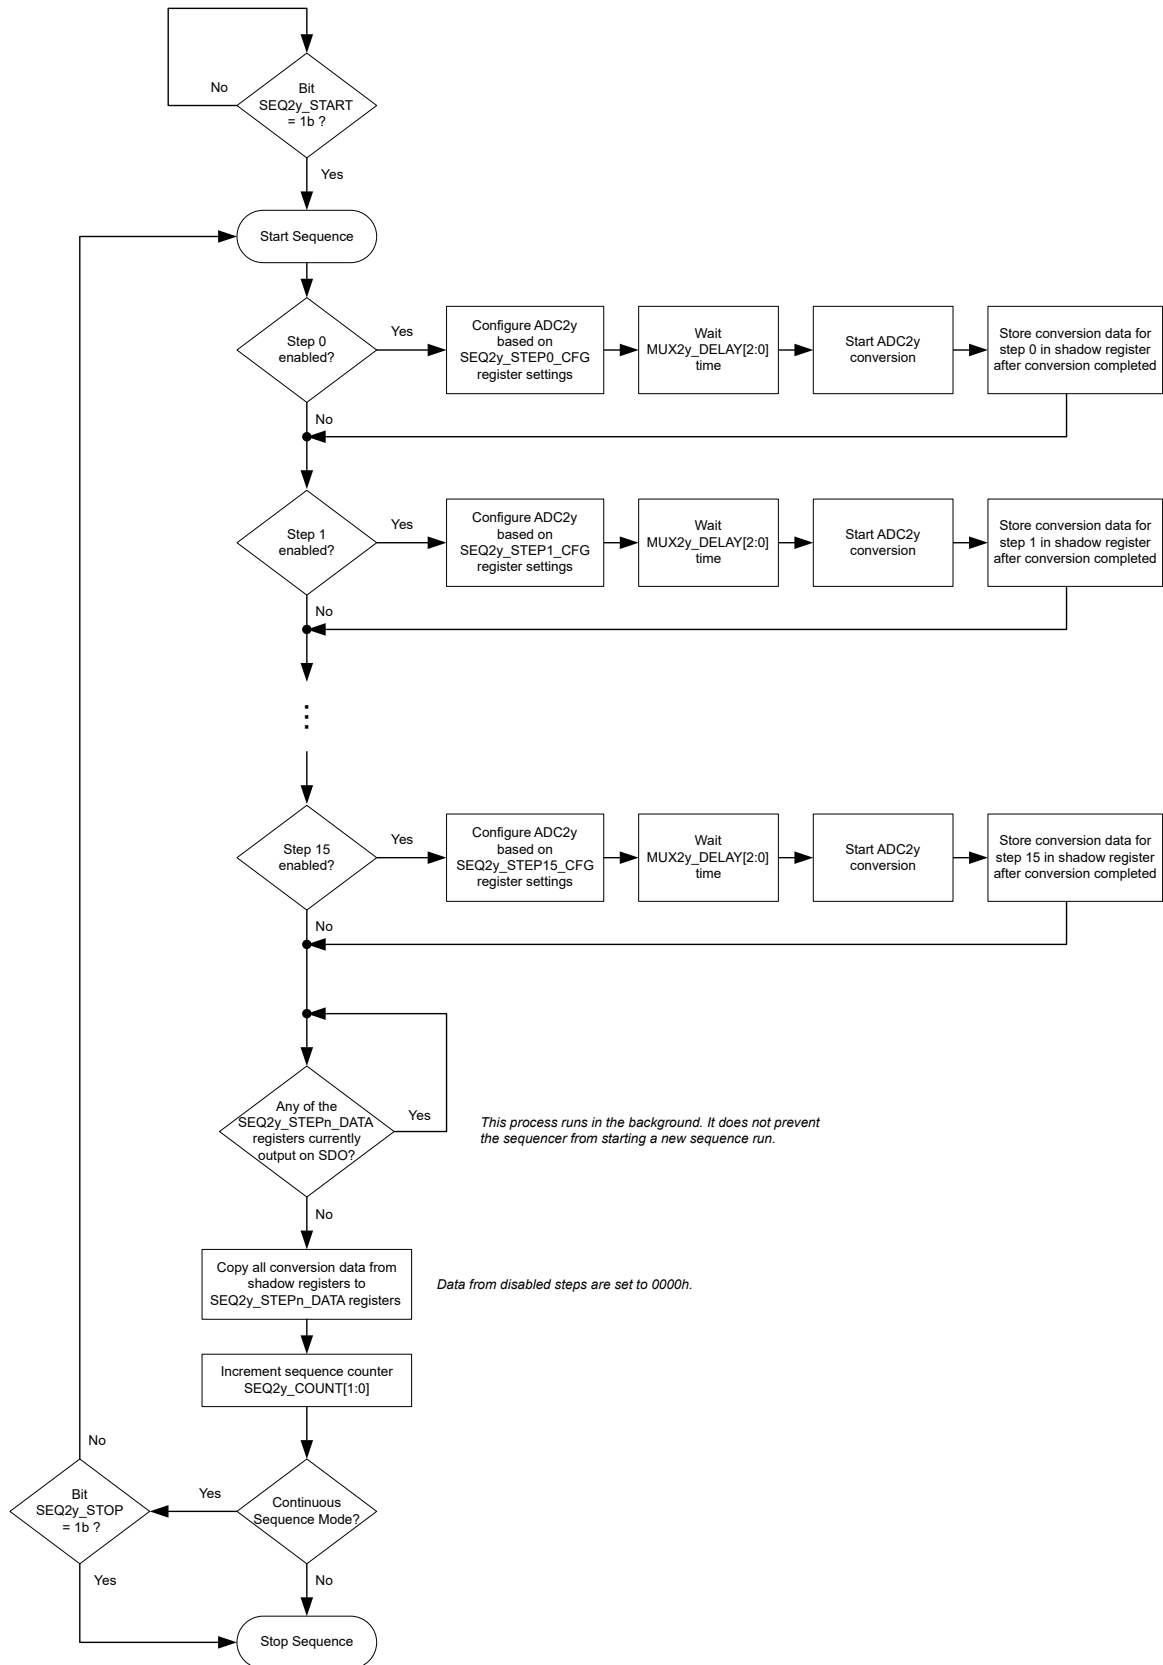 No
Bit
SEQ2y_START
= 1b ?
Yes
Start Sequence
Step 0
enabled?
Yes
Configure ADC2y
based on
SEQ2y_STEP0_CFG
register settings
Wait
MUX2y_DELAY[2:0]
time
Start ADC2y
conversion
Store conversion data for
step 0 in shadow register
after conversion completed
No
Step 1
enabled?
Yes
Configure ADC2y
based on
SEQ2y_STEP1_CFG
register settings
Wait
MUX2y_DELAY[2:0]
time
Start ADC2y
conversion
Store conversion data for
step 1 in shadow register
after conversion completed
No
⋮
Step 15
enabled?
Yes
Configure ADC2y
based on
SEQ2y_STEP15_CFG
register settings
Wait
MUX2y_DELAY[2:0]
time
Start ADC2y
conversion
Store conversion data for
step 15 in shadow register
after conversion completed
No
Any of the
SEQ2y_STEPn_DATA
registers currently
output on SDO?
Yes
This process runs in the background. It does not prevent
the sequencer from starting a new sequence run.
No
Copy all conversion data from
shadow registers to
SEQ2y_STEPn_DATA registers
Data from disabled steps are set to 0000h.
Increment sequence counter
SEQ2y_COUNT[1:0]
No
Bit
SEQ2y_STOP
= 1b ?
Yes
Continuous
Sequence Mode?
Yes
No
Stop Sequence